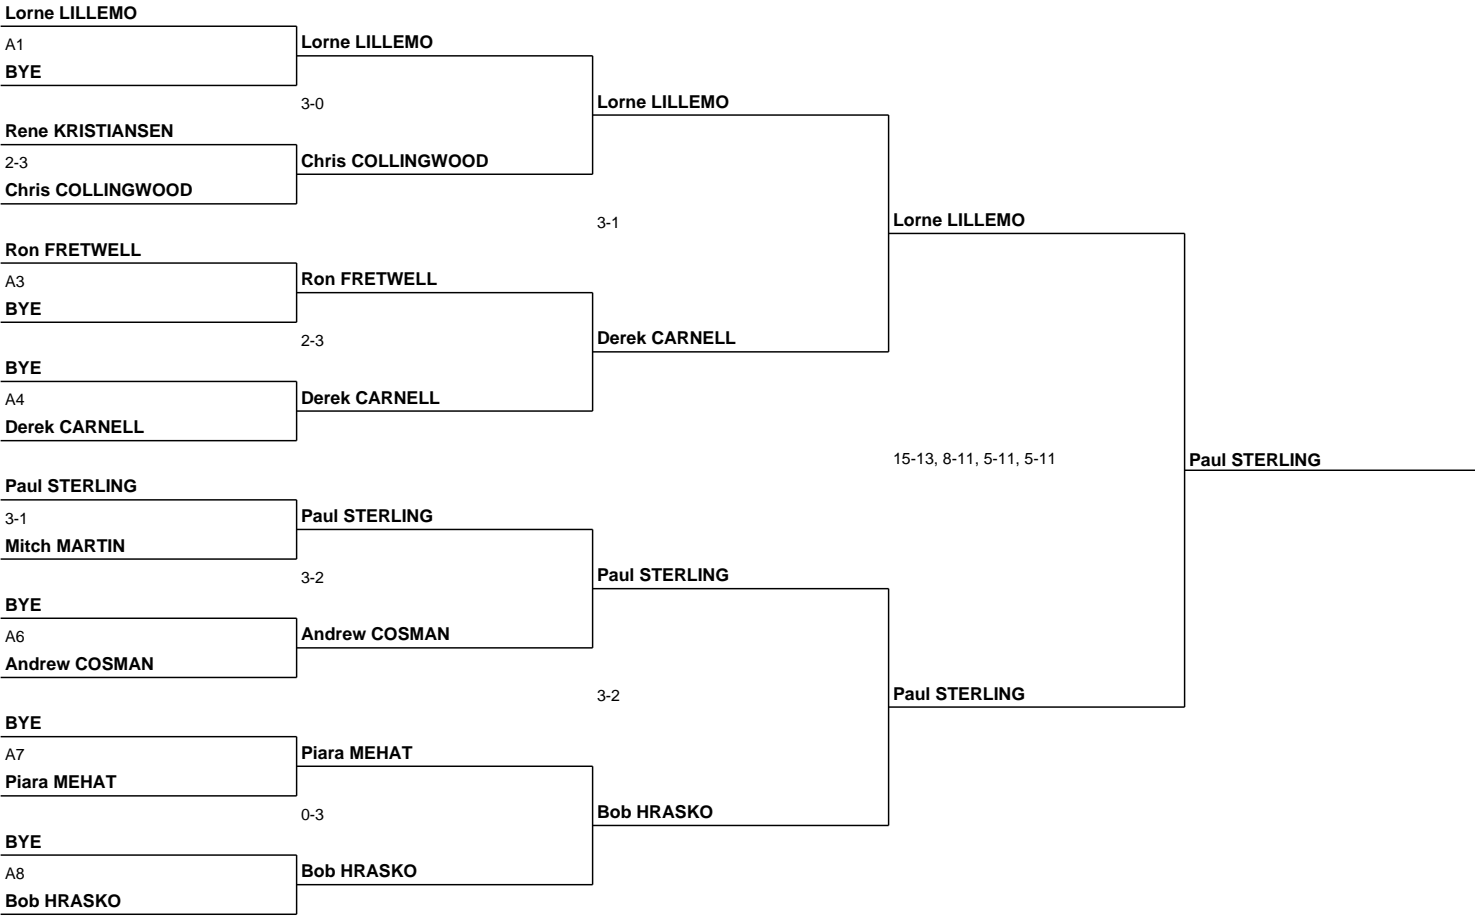 Lorne LILLEMO
A1
BYE
Rene KRISTIANSEN
2-3
Chris COLLINGWOOD
Ron FRETWELL
A3
BYE
BYE
A4
Derek CARNELL
Paul STERLING
3-1
Mitch MARTIN
BYE
A6
Andrew COSMAN
BYE
A7
Piara MEHAT
BYE
A8
Bob HRASKO
Lorne LILLEMO
3-0
Chris COLLINGWOOD
Ron FRETWELL
2-3
Derek CARNELL
Paul STERLING
3-2
Andrew COSMAN
Piara MEHAT
0-3
Bob HRASKO
Lorne LILLEMO
3-1
Derek CARNELL
Paul STERLING
3-2
Bob HRASKO
Lorne LILLEMO
15-13, 8-11, 5-11, 5-11
Paul STERLING
Paul STERLING